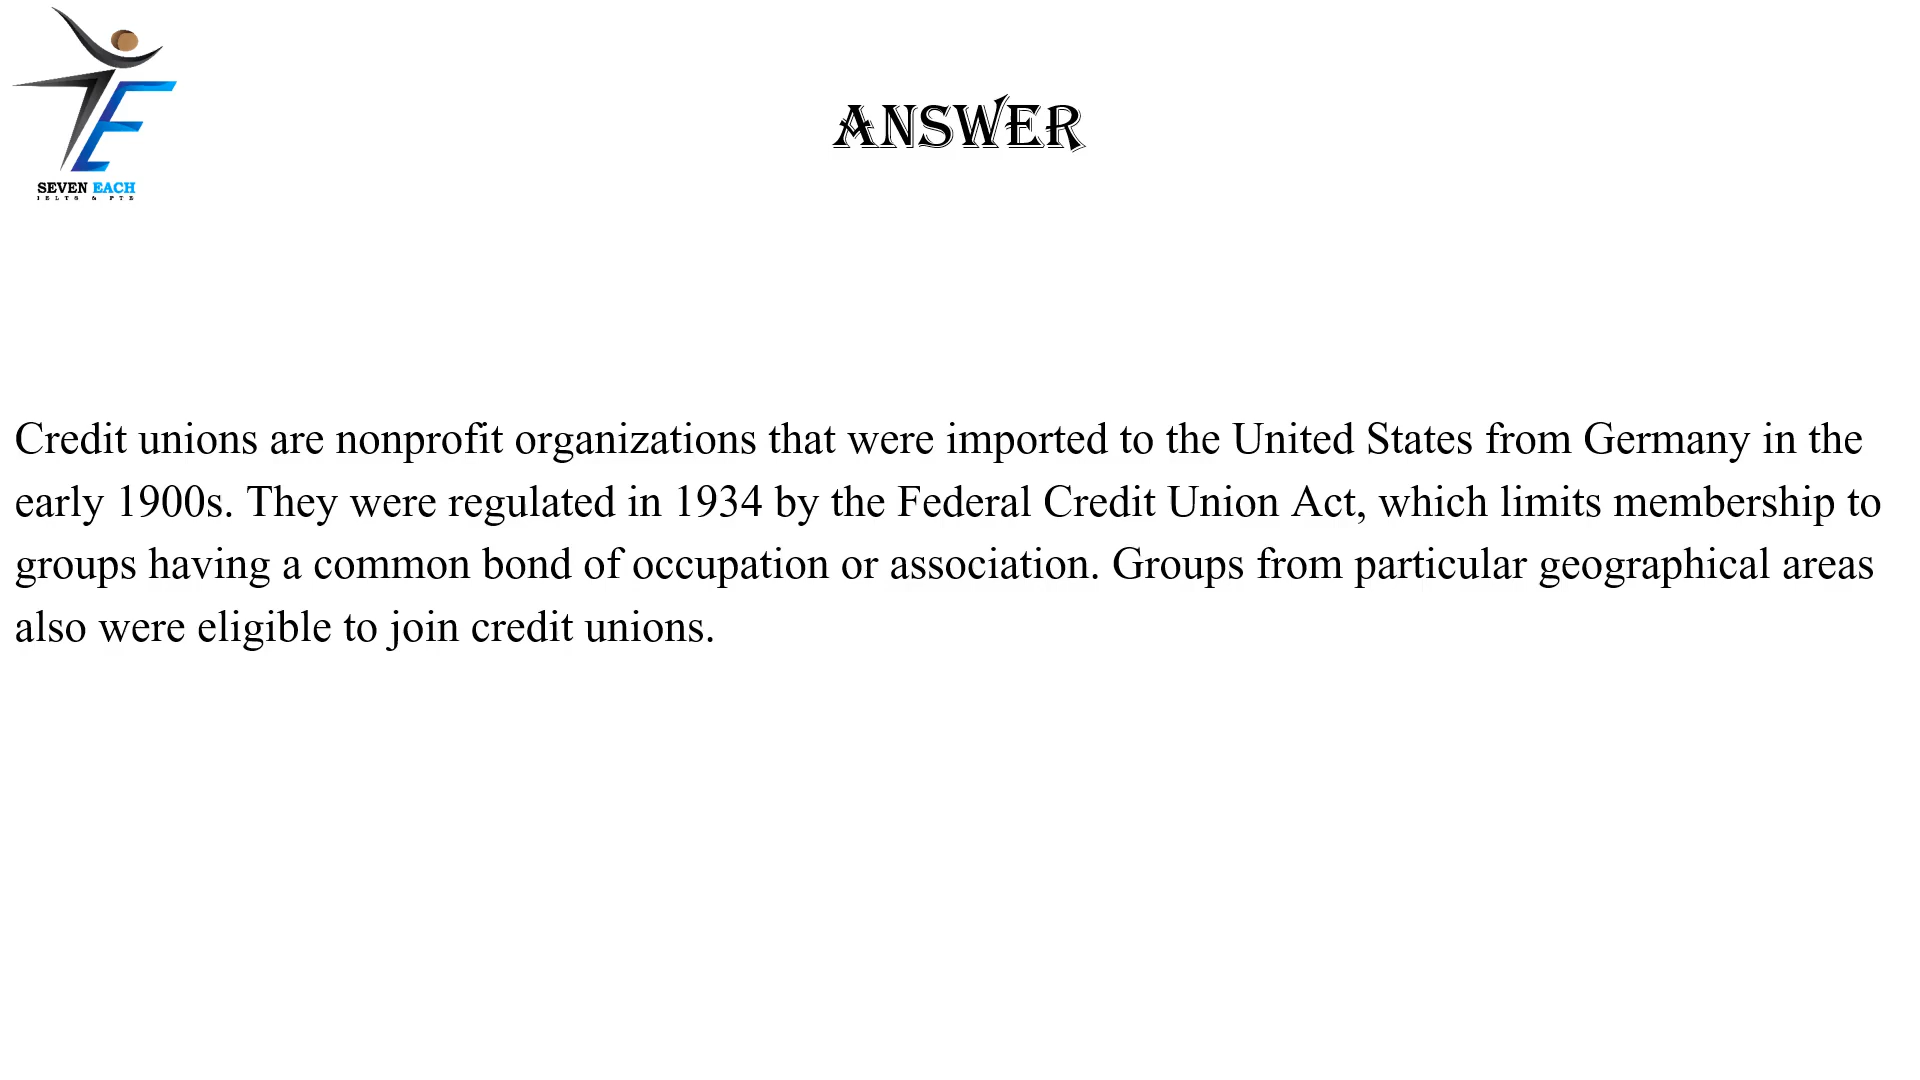 SEVEN EACH
IELTS & PTE
ANSWER
Credit unions are nonprofit organizations that were imported to the United States from Germany in the
early 1900s. They were regulated in 1934 by the Federal Credit Union Act, which limits membership to
groups having a common bond of occupation or association. Groups from particular geographical areas
also were eligible to join credit unions.